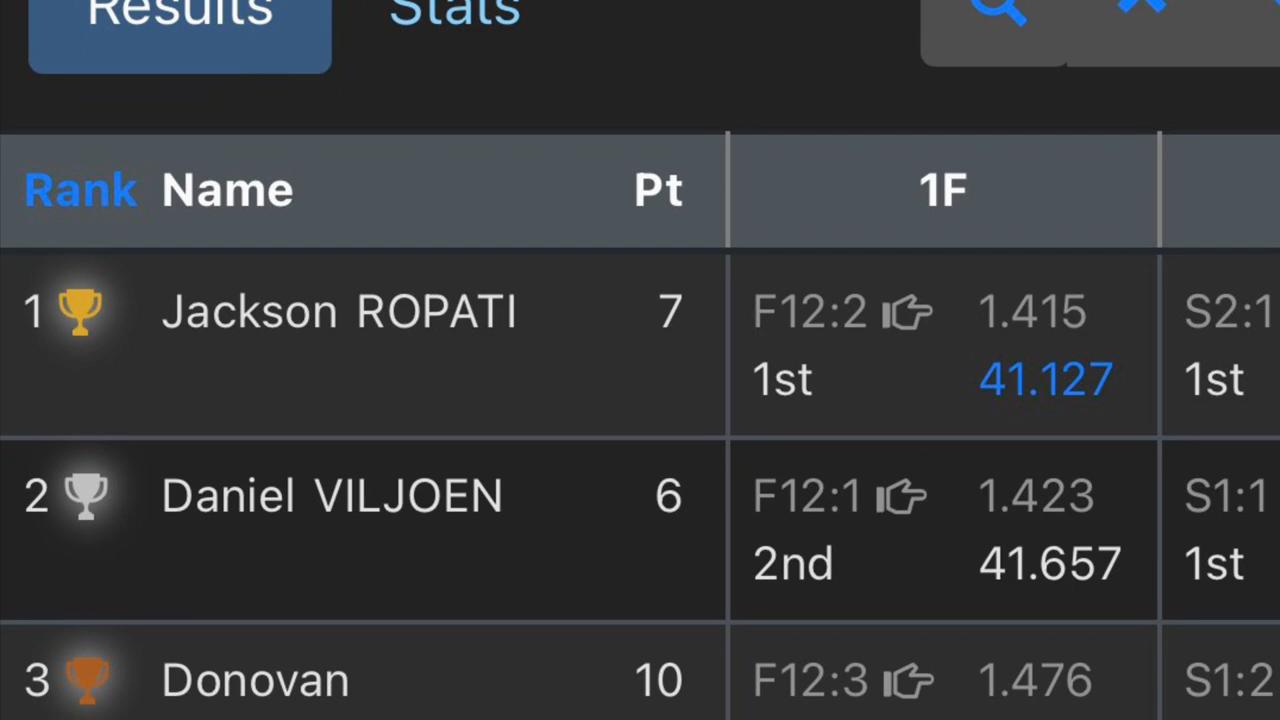 Results Stats
Rank Name Pt 1F
1 Jackson ROPATI 7 F12:2 1.415 S2:1
1st 41.127 1st
2 Daniel VILJOEN 6 F12:1 1.423 S1:1
2nd 41.657 1st
3 Donovan 10 F12:3 1.476 S1:2